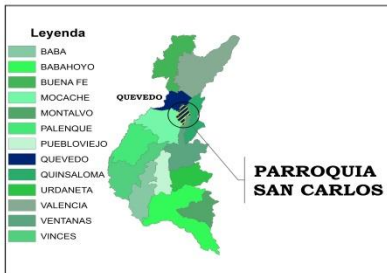 Leyenda
BABA
BABAHOYO
BUENA FE
MOCACHE
MONTALVO
PALENQUE
PUEBLOVIEJO
QUEVEDO
QUINSALOMA
URDANETA
VALENCIA
VENTANAS
VINCES
QUEVEDO
PARROQUIA
SAN CARLOS